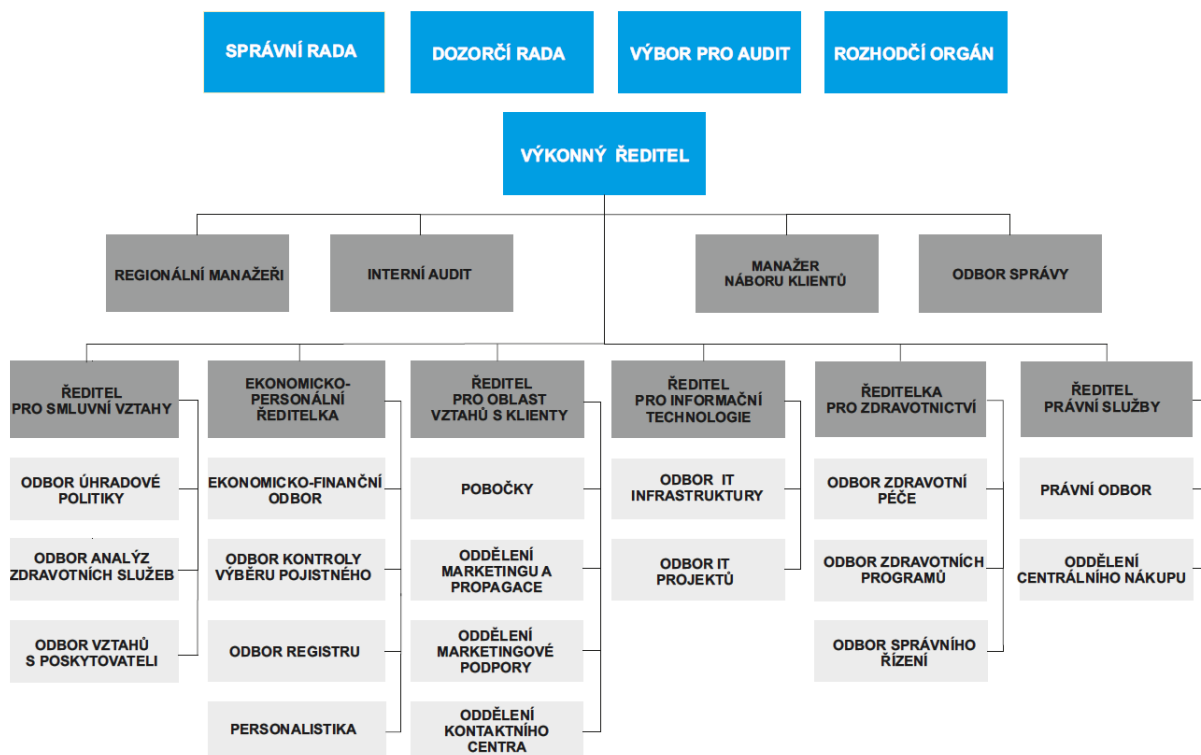 SPRÁVNÍ RADA
DOZORČÍ RADA
VÝBOR PRO AUDIT
ROZHODČÍ ORGÁN
VÝKONNÝ ŘEDITEL
REGIONÁLNÍ MANAŽEŘI
INTERNÍ AUDIT
MANAŽER
NÁBORU KLIENTŮ
ODBOR SPRÁVY
ŘEDITEL
PRO SMLUVNÍ VZTAHY
ODBOR ÚHRADOVÉ
POLITIKY
ODBOR ANALÝZ
ZDRAVOTNÍCH SLUŽEB
ODBOR VZTAHŮ
S POSKYTOVATELI
EKONOMICKO-
PERSONÁLNÍ
ŘEDITELKA
EKONOMICKO-FINANČNÍ
ODBOR
ODBOR KONTROLY
VÝBĚRU POJISTNÉHO
ODBOR REGISTRU
PERSONALISTIKA
ŘEDITEL
PRO OBLAST
VZTAHŮ S KLIENTY
POBOČKY
ODDĚLENÍ
MARKETINGU A
PROPAGACE
ODDĚLENÍ
MARKETINGOVÉ
PODPORY
ODDĚLENÍ
KONTAKTNÍHO
CENTRA
ŘEDITEL
PRO INFORMAČNÍ
TECHNOLOGIE
ODBOR IT
INFRASTRUKTURY
ODBOR IT
PROJEKTŮ
ŘEDITELKA
PRO ZDRAVOTNICTVÍ
ODBOR ZDRAVOTNÍ
PÉČE
ODBOR ZDRAVOTNÍCH
PROGRAMŮ
ODBOR SPRÁVNÍHO
ŘÍZENÍ
ŘEDITEL
PRÁVNÍ SLUŽBY
PRÁVNÍ ODBOR
ODDĚLENÍ
CENTRÁLNÍHO NÁKUPU